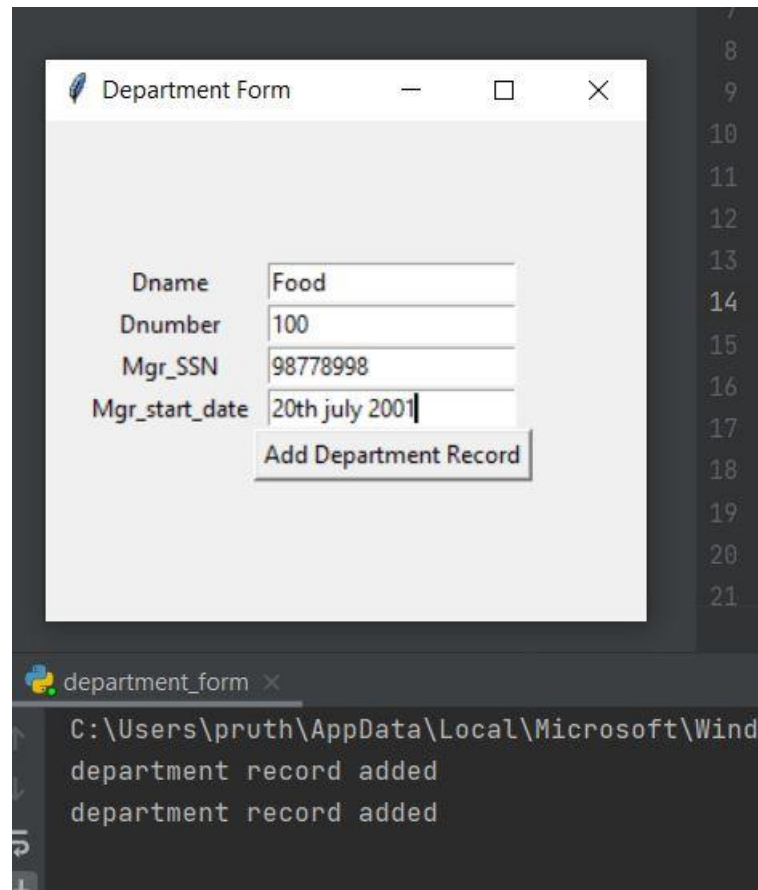 7
8
Department Form
9
10
11
12
13
Dname Food
14
Dnumber 100
15
Mgr_SSN 98778998
16
Mgr_start_date 20th july 2001
17
Add Department Record
18
19
20
21
department_form
C:\Users\pruth\AppData\Local\Microsoft\Wind
department record added
department record added